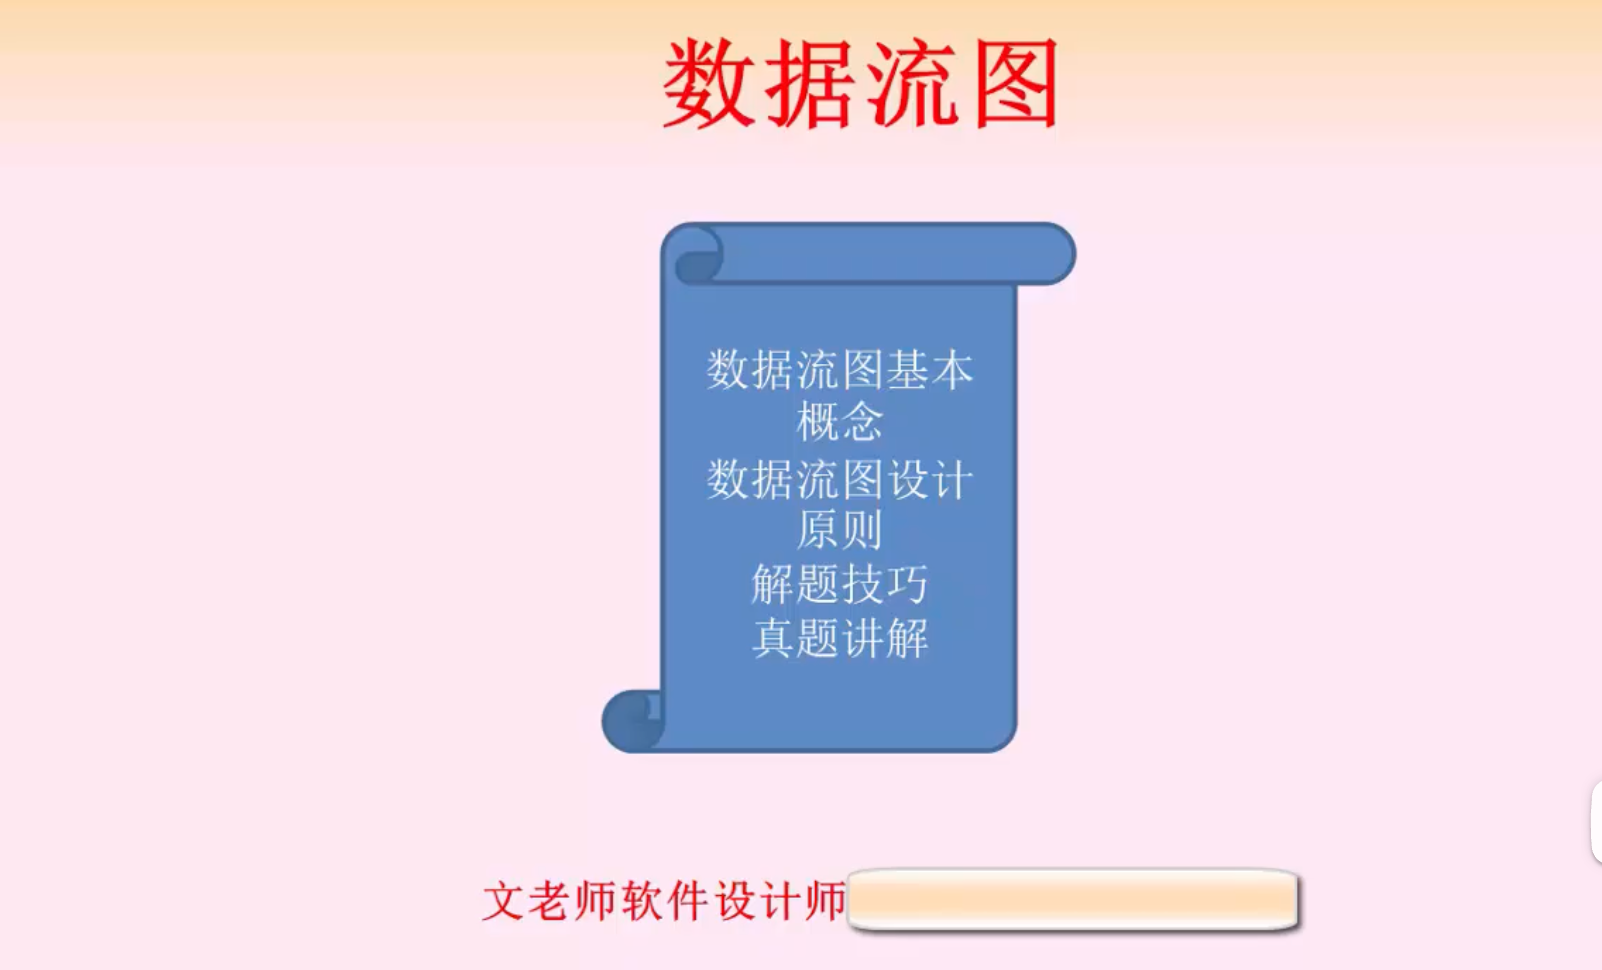 数据流图
数据流图基本
概念
数据流图设计
原则
解题技巧
真题讲解
文老师软件设计师